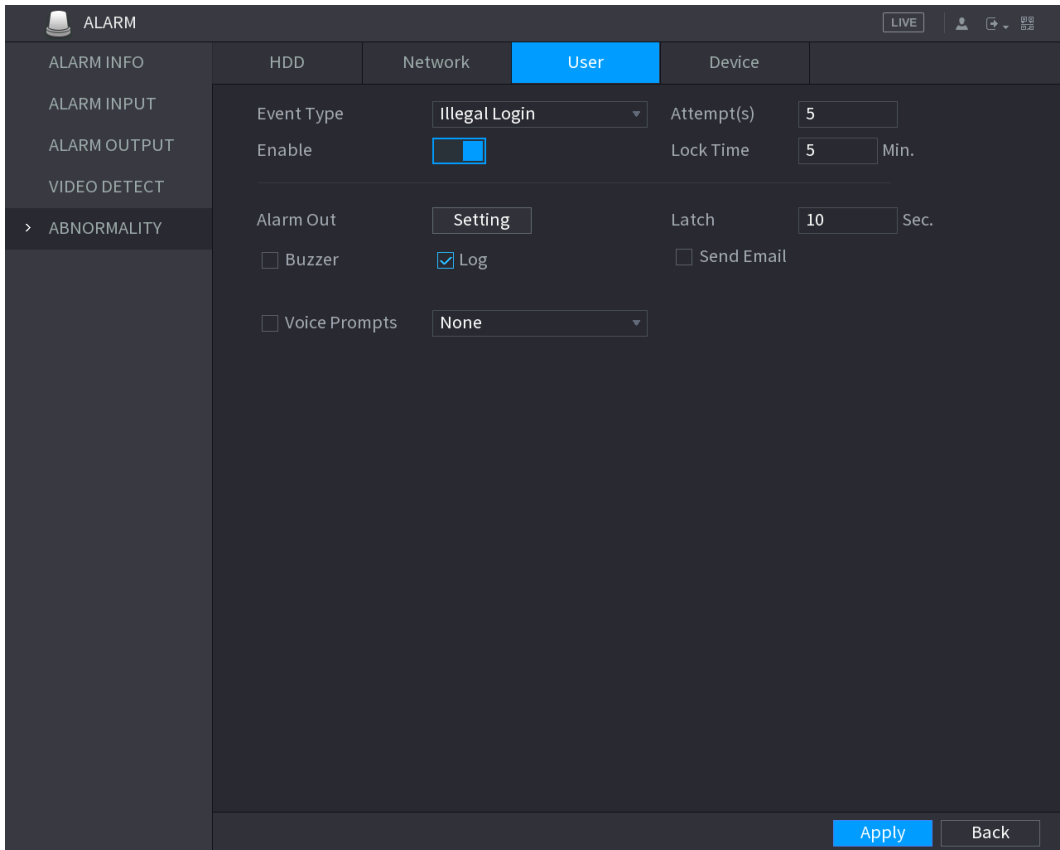 ALARM
LIVE
ALARM INFO
ALARM INPUT
ALARM OUTPUT
VIDEO DETECT
> ABNORMALITY
HDD Network User Device
Event Type Illegal Login Attempt(s) 5
Enable Lock Time 5 Min.
Alarm Out Setting Latch 10 Sec.
Buzzer Log Send Email
Voice Prompts None
Apply Back